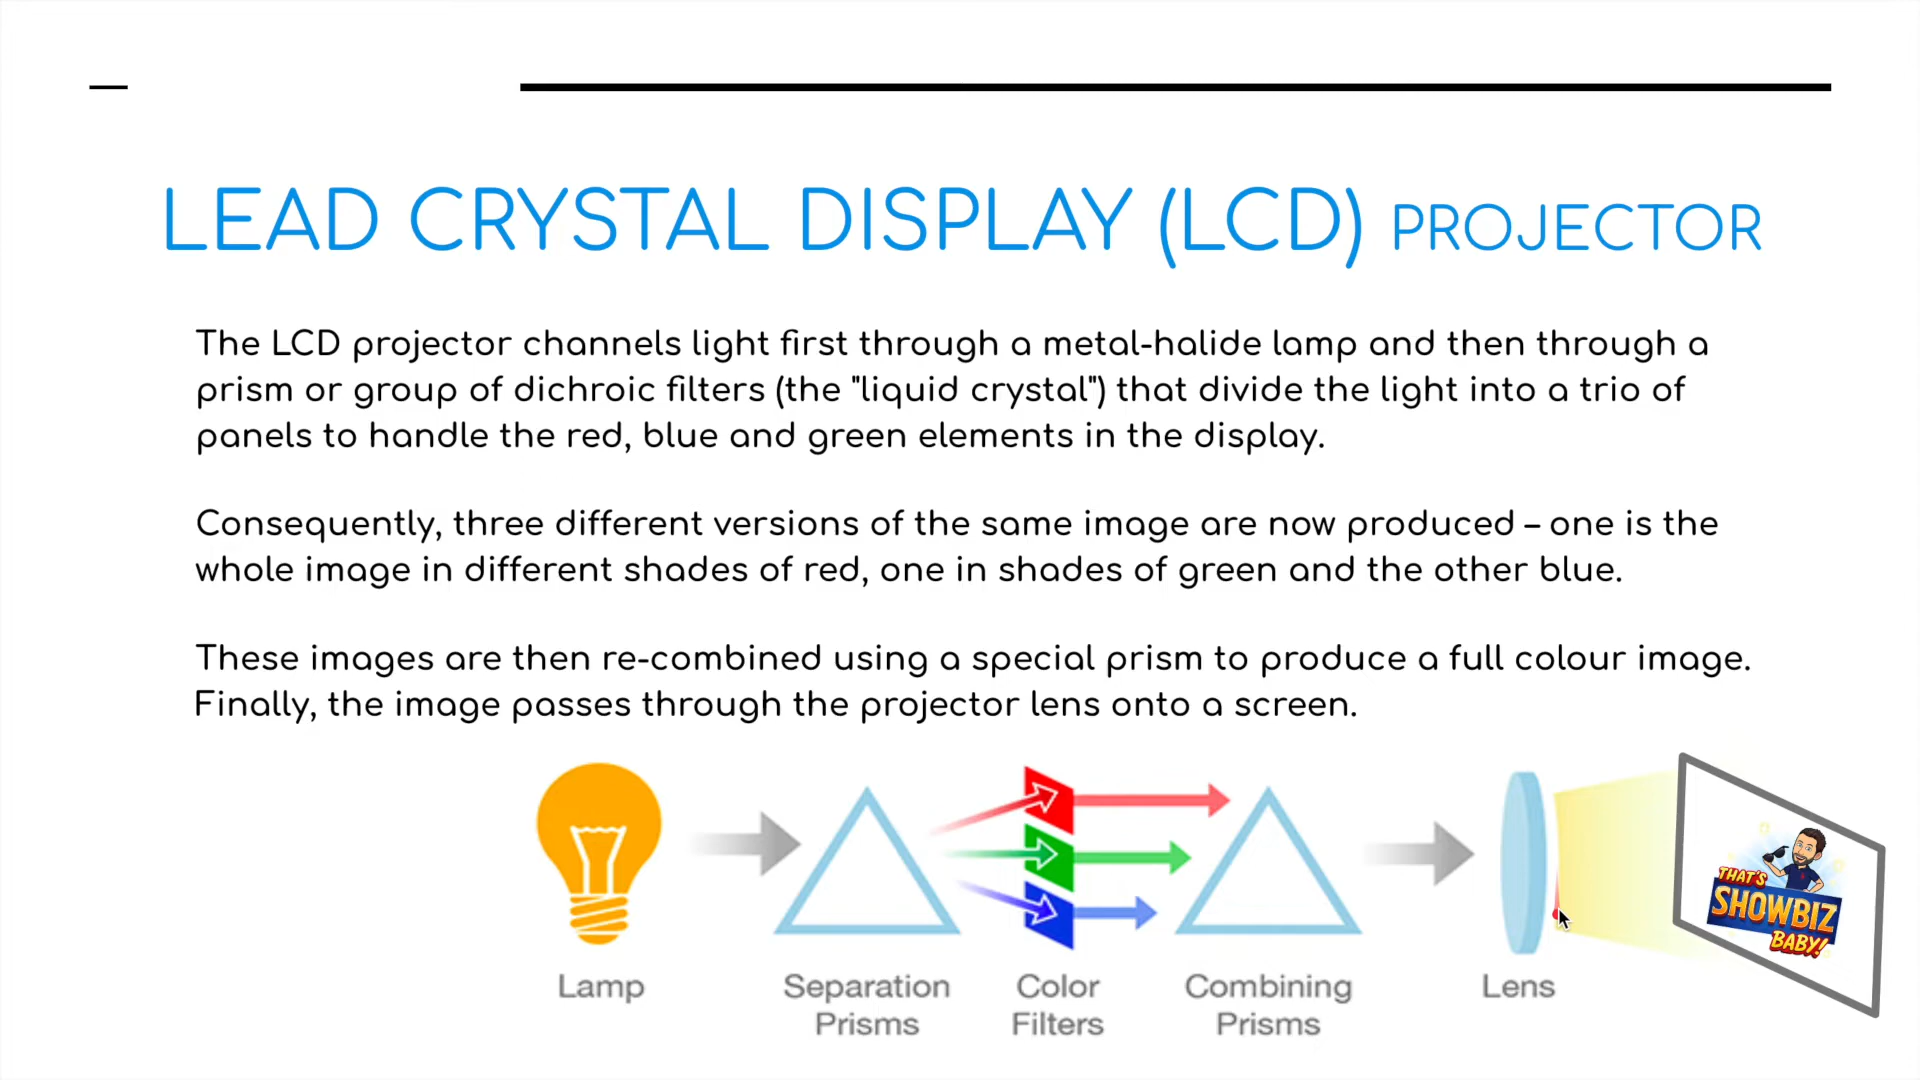 LEAD CRYSTAL DISPLAY (LCD) PROJECTOR
The LCD projector channels light first through a metal-halide lamp and then through a
prism or group of dichroic filters (the "liquid crystal") that divide the light into a trio of
panels to handle the red, blue and green elements in the display.
Consequently, three different versions of the same image are now produced – one is the
whole image in different shades of red, one in shades of green and the other blue.
These images are then re-combined using a special prism to produce a full colour image.
Finally, the image passes through the projector lens onto a screen.
THAT'S
SHOWBIZ
BABY!
Lamp
Separation
Prisms
Color
Filters
Combining
Prisms
Lens